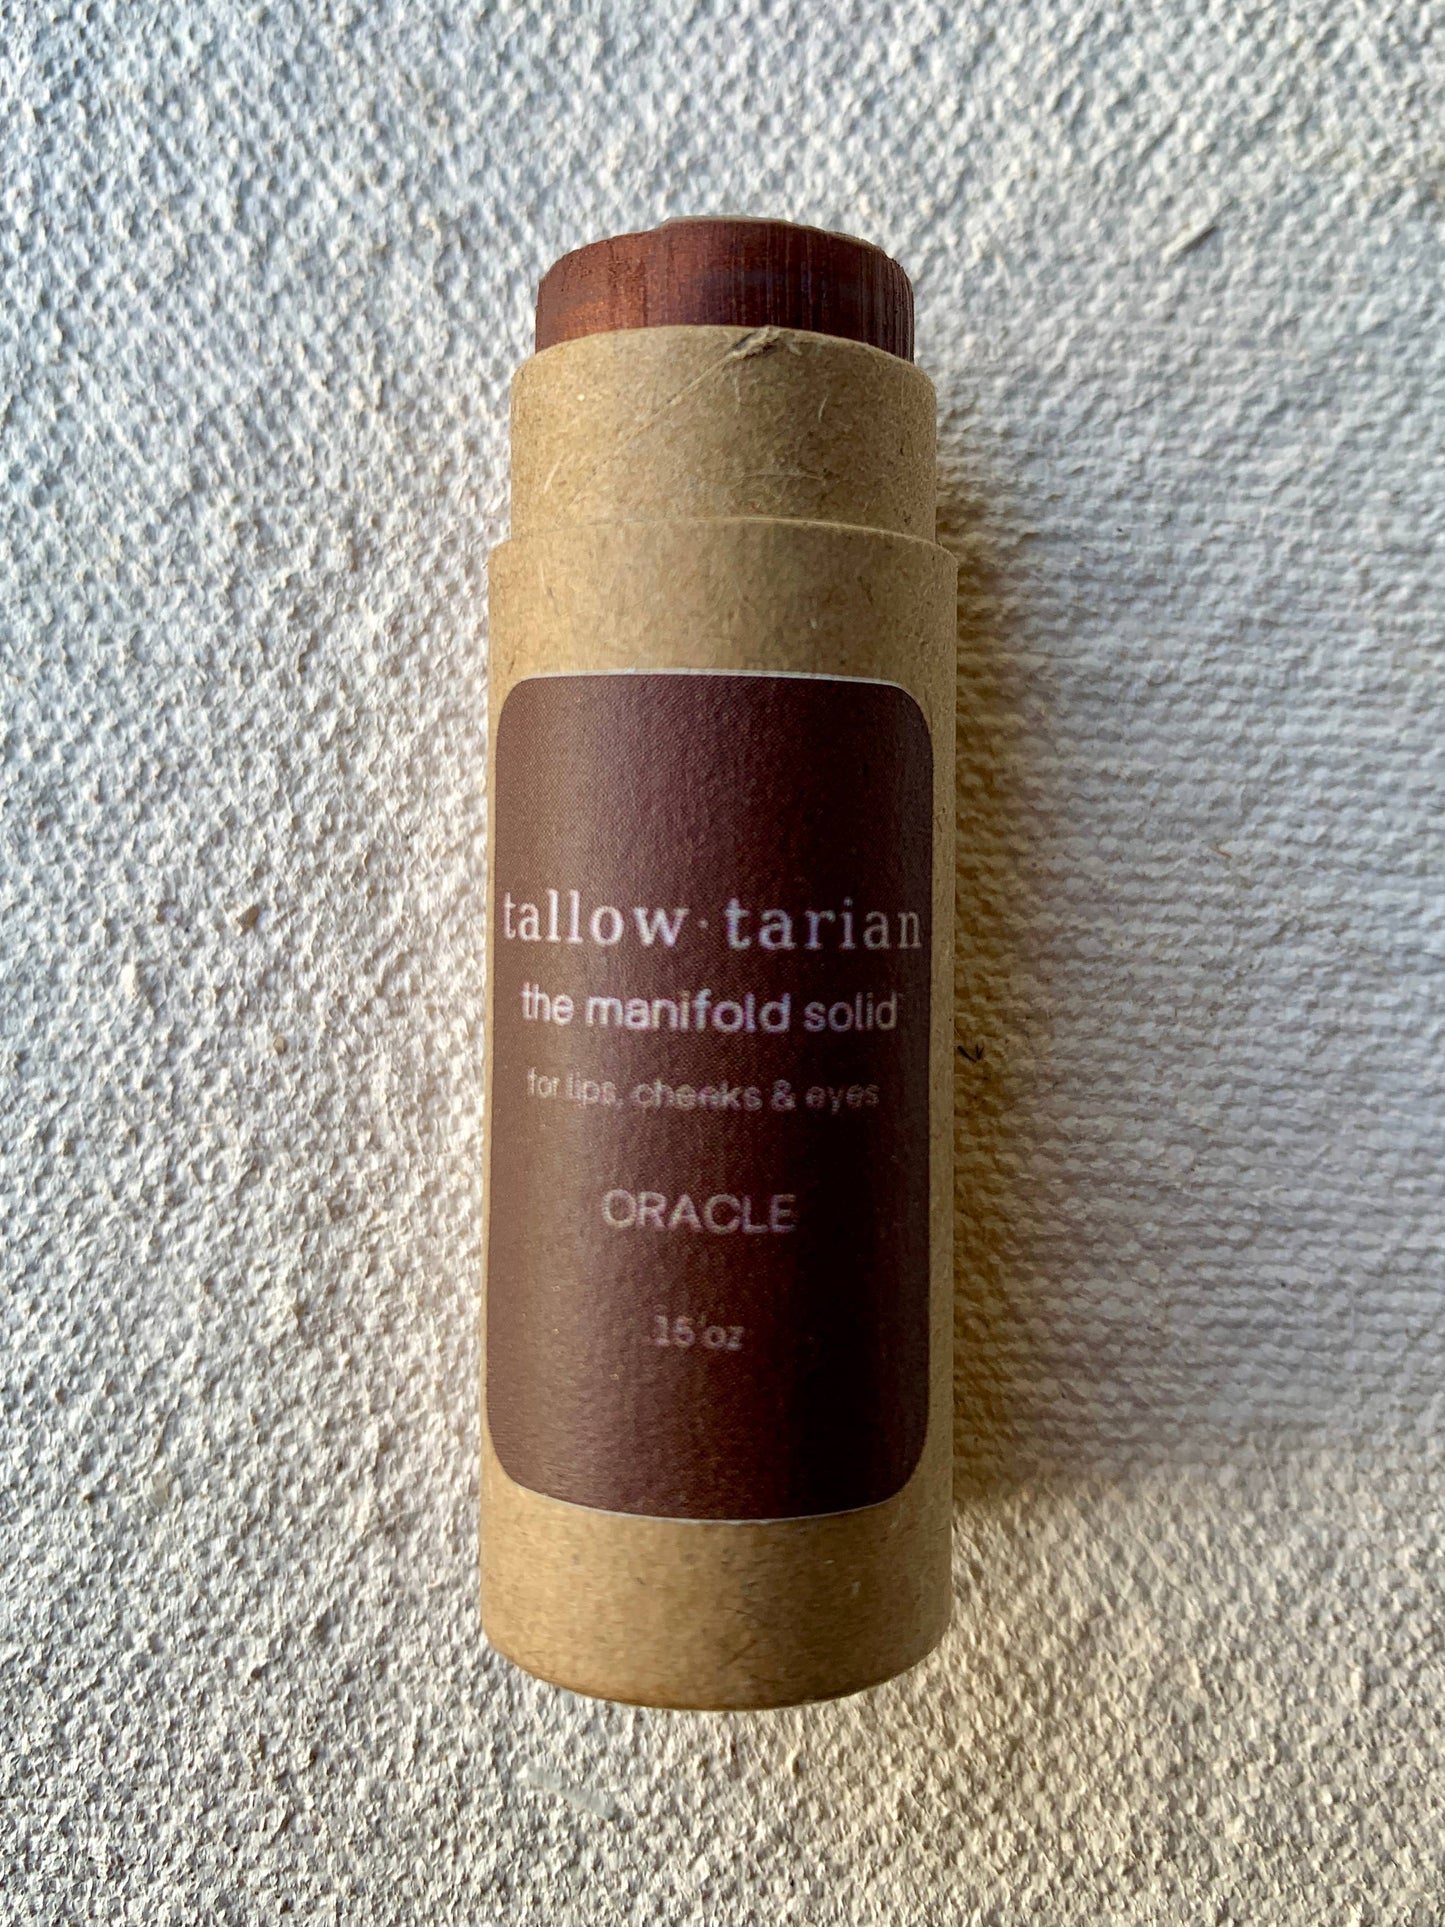 tallow·tarian
the manifold solid
for lips, cheeks & eyes
ORACLE
.15 oz